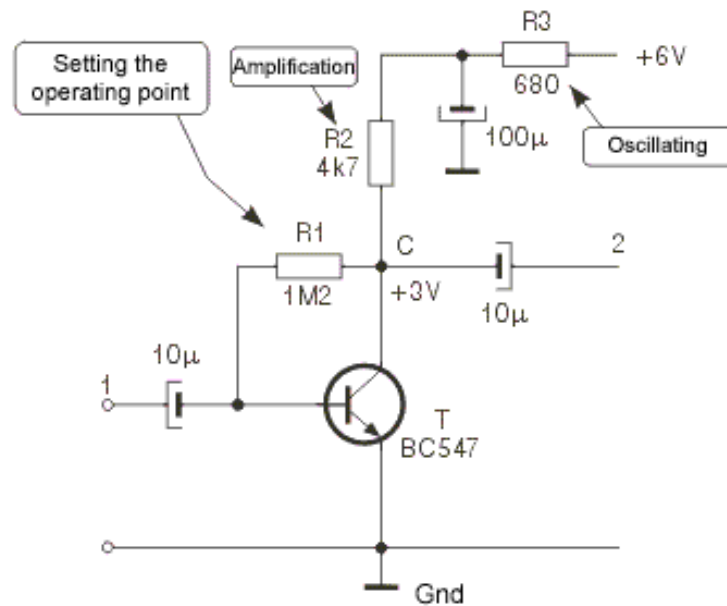 R3
+6V
680
Setting the
operating point
Amplification
R2
4k7
100µ
Oscillating
R1
1M2
C
+3V
2
10µ
10µ
1
T
BC547
Gnd